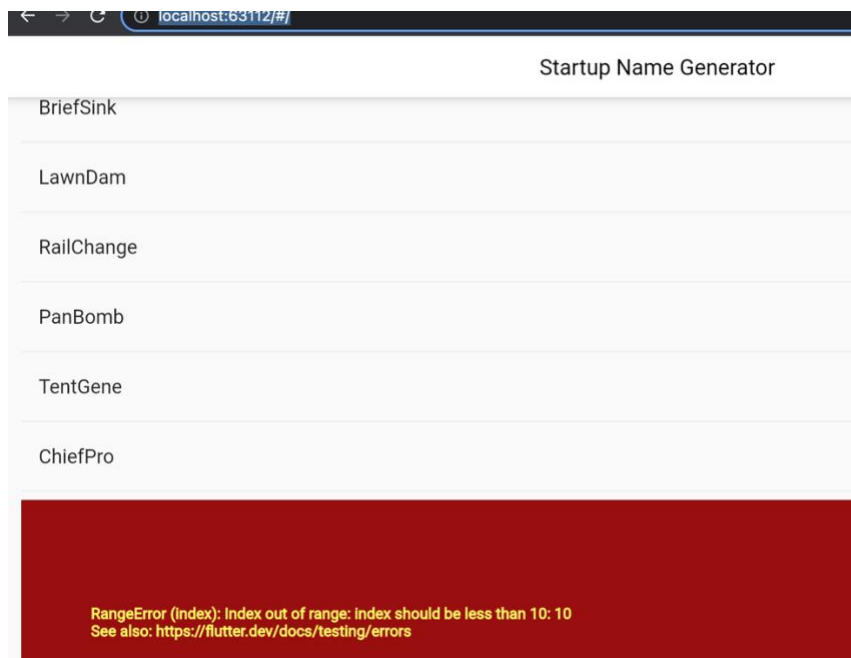 localhost:63112/#/
Startup Name Generator
BriefSink
LawnDam
RailChange
PanBomb
TentGene
ChiefPro
RangeError (index): Index out of range: index should be less than 10: 10
See also: https://flutter.dev/docs/testing/errors